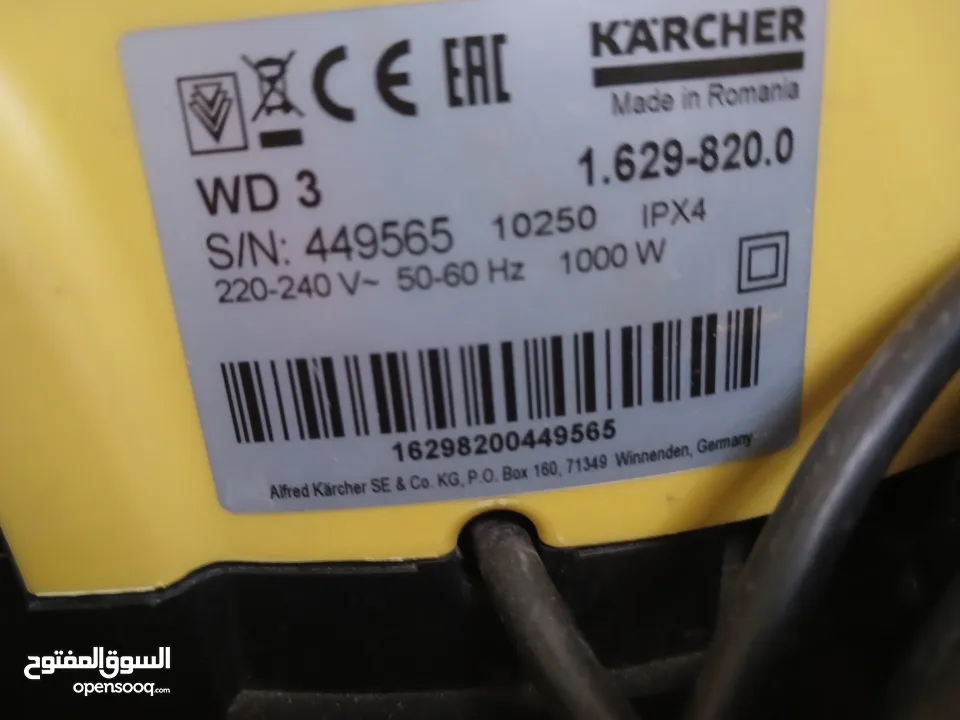 KÄRCHER
CE EAC
Made in Romania
WD 3 1.629-820.0
S/N: 449565 10250 IPX4
220-240 V~ 50-60 Hz 1000 W
16298200449565
Alfred Kärcher SE & Co. KG, P.O. Box 160, 71349 Winnenden, Germany
السوق المفتوح
opensooq.com